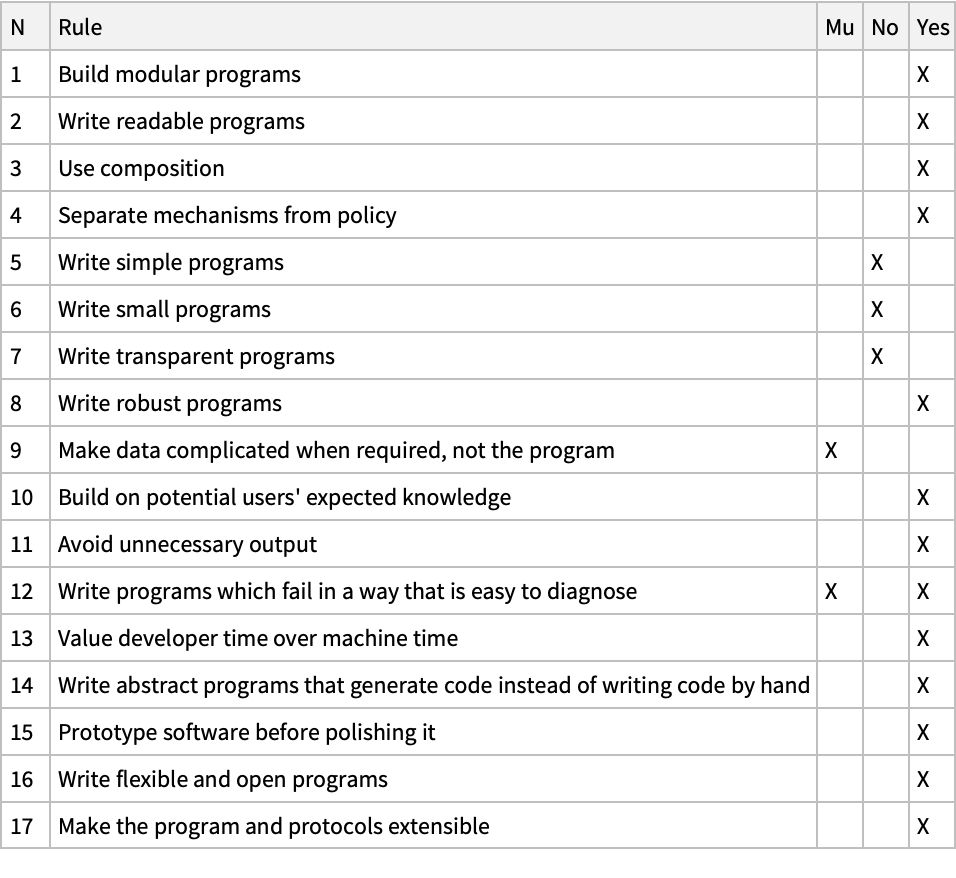 N Rule Mu No Yes
1 Build modular programs X
2 Write readable programs X
3 Use composition X
4 Separate mechanisms from policy X
5 Write simple programs X
6 Write small programs X
7 Write transparent programs X
8 Write robust programs X
9 Make data complicated when required, not the program X
10 Build on potential users' expected knowledge X
11 Avoid unnecessary output X
12 Write programs which fail in a way that is easy to diagnose X X
13 Value developer time over machine time X
14 Write abstract programs that generate code instead of writing code by hand X
15 Prototype software before polishing it X
16 Write flexible and open programs X
17 Make the program and protocols extensible X